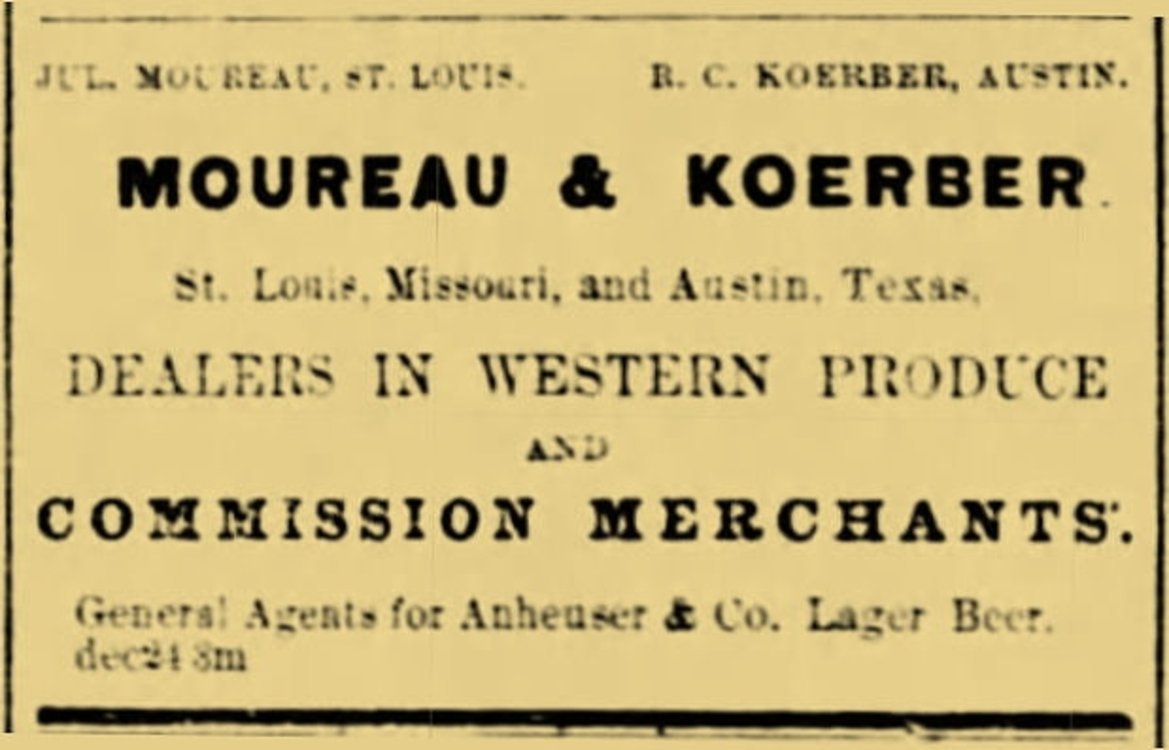 JUL. MOUREAU, ST. LOUIS. R. C. KOERBER, AUSTIN.
MOUREAU & KOERBER.
St. Louis, Missouri, and Austin, Texas,
DEALERS IN WESTERN PRODUCE
AND
COMMISSION MERCHANTS.
General Agents for Anheuser & Co. Lager Beer.
dec24 3m